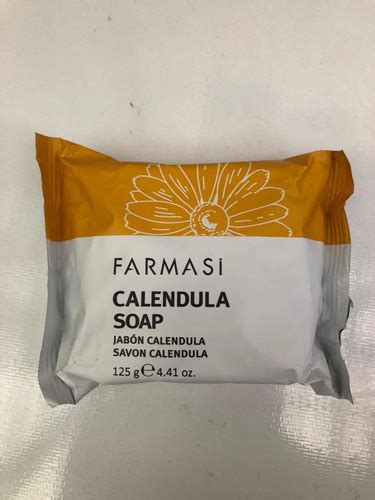 FARMASi
CALENDULA
SOAP
JABÓN CALENDULA
SAVON CALENDULA
125 g ℮ 4.41 oz.